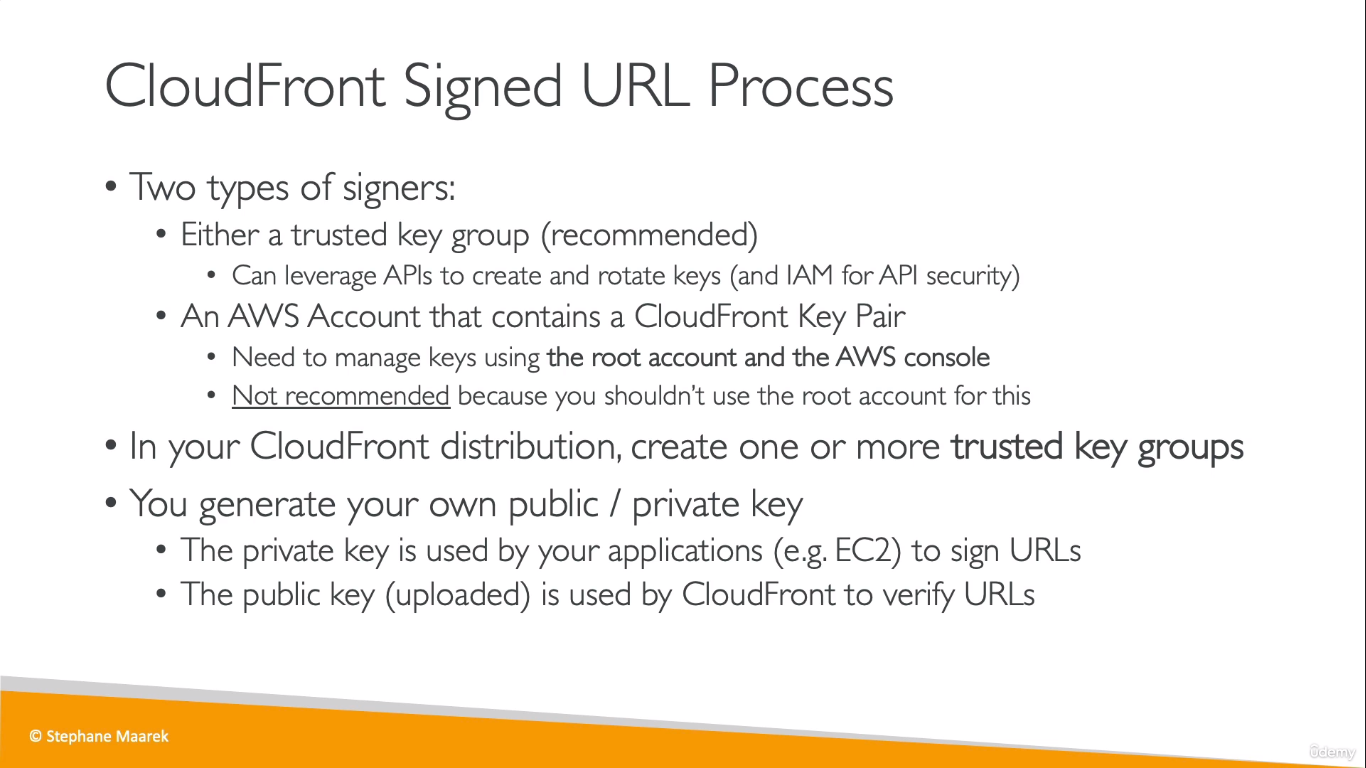 CloudFront Signed URL Process
• Two types of signers:
• Either a trusted key group (recommended)
• Can leverage APIs to create and rotate keys (and IAM for API security)
• An AWS Account that contains a CloudFront Key Pair
• Need to manage keys using the root account and the AWS console
• Not recommended because you shouldn’t use the root account for this
• In your CloudFront distribution, create one or more trusted key groups
• You generate your own public / private key
• The private key is used by your applications (e.g. EC2) to sign URLs
• The public key (uploaded) is used by CloudFront to verify URLs
© Stephane Maarek
ûdemy